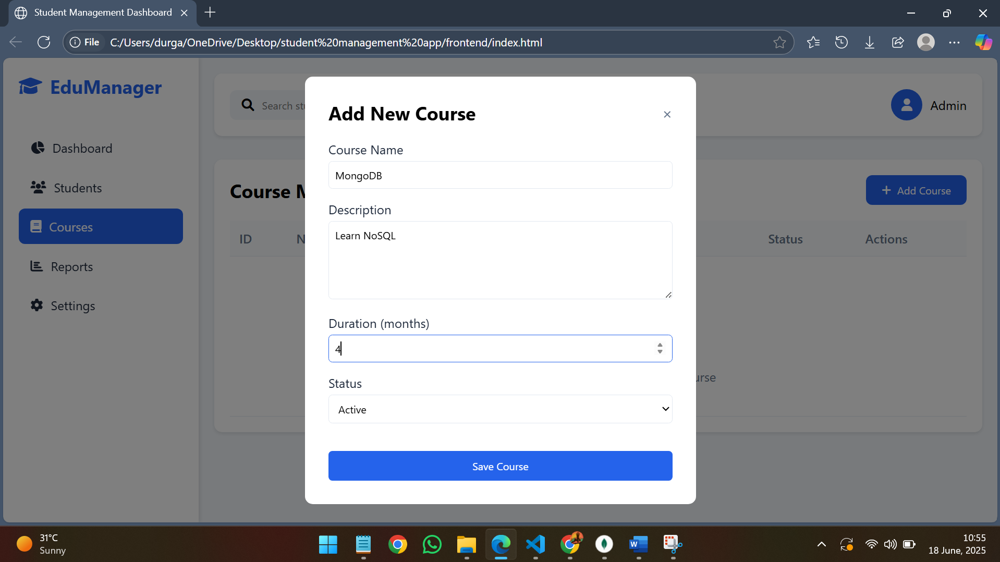 Student Management Dashboard
File C:/Users/durga/OneDrive/Desktop/student%20management%20app/frontend/index.html
EduManager
Dashboard
Students
Courses
Reports
Settings
Search
Admin
Course
Add Course
ID
Status
Actions
Add New Course
Course Name
MongoDB
Description
Learn NoSQL
Duration (months)
4
Status
Active
Save Course
31°C
Sunny
10:55
18 June, 2025